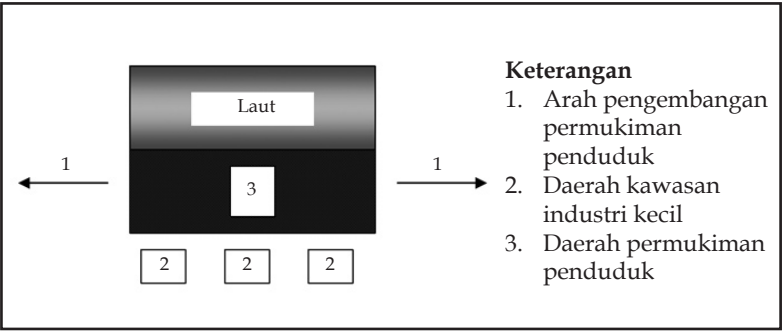 Laut
1
1
3
2
2
2
Keterangan
1. Arah pengembangan
permukiman
penduduk
2. Daerah kawasan
industri kecil
3. Daerah permukiman
penduduk